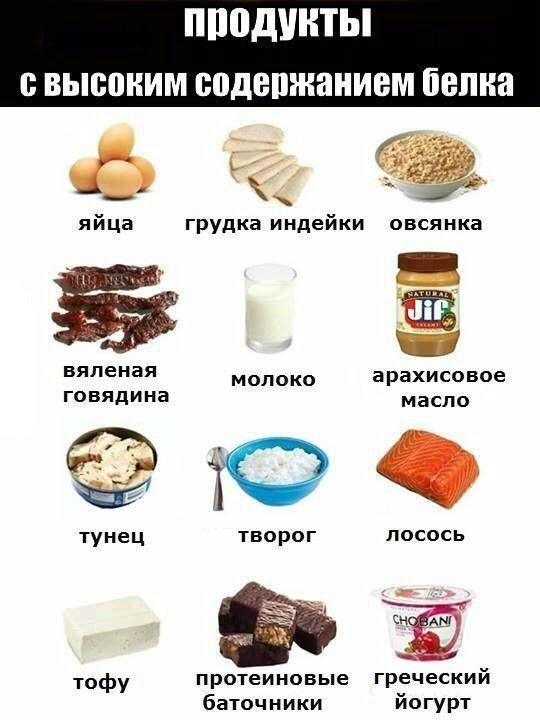 продукты
с высоким содержанием белка
яйца
грудка индейки
овсянка
NATURAL
Jif
CREAMY
вяленая
говядина
молоко
арахисовое
масло
тунец
творог
лосось
CHOBANI
тофу
протеиновые
баточники
греческий
йогурт